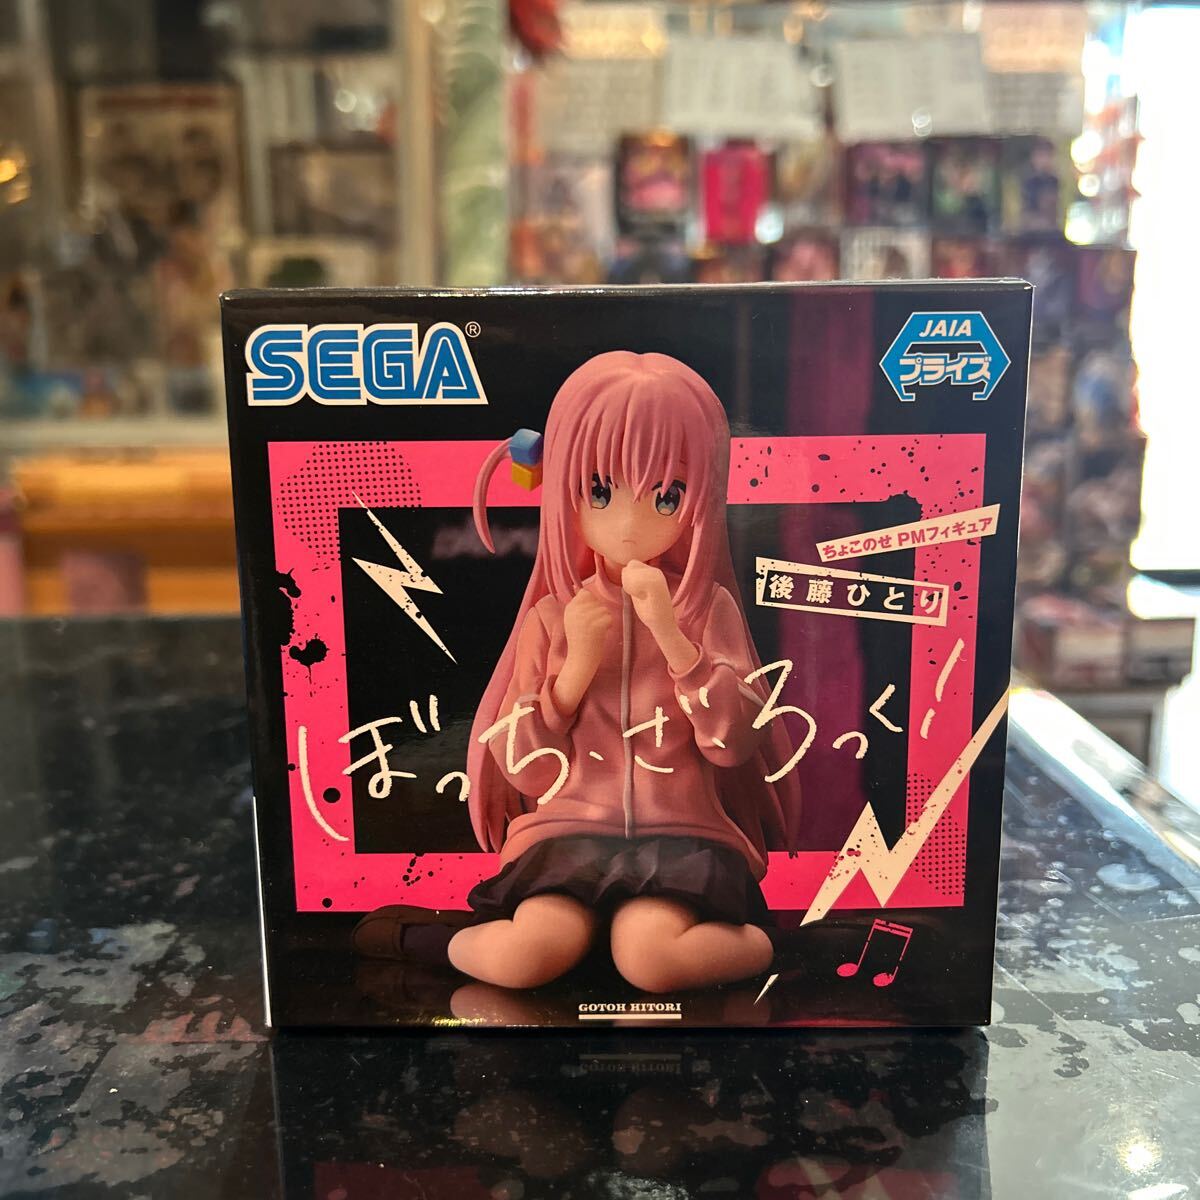 SEGA®
JAIA
プライズ
ちょこのせ PMフィギュア
後藤ひとり
ぼっち・ざ・ろっく!
GOTOH HITORI